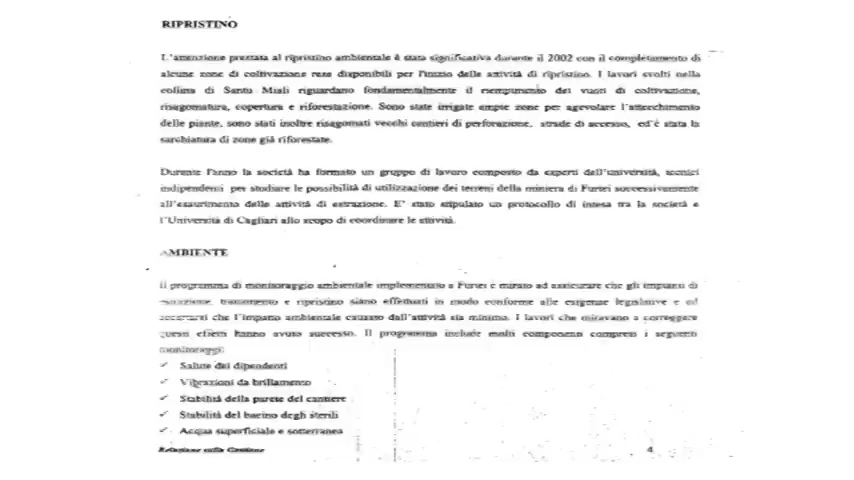 RIPRISTINO
L'attenzione prestata al ripristino ambientale è stata significativa durante il 2002 con il completamento di
alcune zone di coltivazione rese disponibili per l'inizio delle attività di ripristino. I lavori svolti nella
collina di Santu Miali riguardano fondamentalmente il riempimento dei vuoti di coltivazione,
risagomatura, copertura e riforestazione. Sono state irrigate ampie zone per agevolare l'attecchimento
delle piante, sono stati inoltre risagomati vecchi cantieri di perforazione, strade di accesso, ed è stata la
sarchiatura di zone già riforestate.
Durante l'anno la società ha formato un gruppo di lavoro composto da esperti dell'università, tecnici
indipendenti per studiare le possibilità di utilizzazione dei terreni della miniera di Furtei successivamente
all'esaurimento delle attività di estrazione. E' stato stipulato un protocollo di intesa tra la società e
l'Università di Cagliari allo scopo di coordinare le attività.
AMBIENTE
Il programma di monitoraggio ambientale implementato a Furtei è mirato ad assicurare che gli impianti di
estrazione, trattamento e ripristino siano effettuati in modo conforme alle esigenze legislative e ad
accertarsi che l'impatto ambientale causato dall'attività sia minimo. I lavori che miravano a correggere
questi effetti hanno avuto successo. Il programma include molti componenti compresi i seguenti
monitoraggi:
✓ Salute dei dipendenti
✓ Vibrazioni da brillamento
✓ Stabilità della parete del cantiere
✓ Stabilità del bacino degli sterili
✓ Acqua superficiale e sotterranea
Relazione sulla Gestione 4